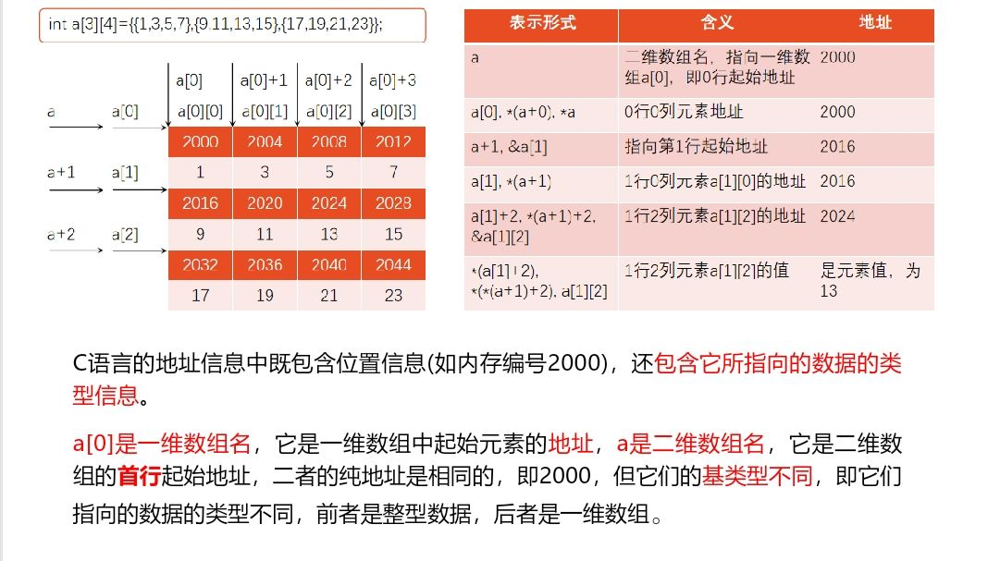 int a[3][4]={{1,3,5,7},{9,11,13,15},{17,19,21,23}};
a[0] a[0]+1 a[0]+2 a[0]+3
a a[0] a[0][0] a[0][1] a[0][2] a[0][3]
2000 2004 2008 2012
a+1 a[1] 1 3 5 7
2016 2020 2024 2028
a+2 a[2] 9 11 13 15
2032 2036 2040 2044
17 19 21 23
表示形式 含义 地址
a 二维数组名，指向一维数 2000
组a[0]，即0行起始地址
a[0], *(a+0), *a 0行0列元素地址 2000
a+1, &a[1] 指向第1行起始地址 2016
a[1], *(a+1) 1行0列元素a[1][0]的地址 2016
a[1]+2, *(a+1)+2, 1行2列元素a[1][2]的地址 2024
&a[1][2]
*(a[1]+2), 1行2列元素a[1][2]的值 是元素值，为
*(*(a+1)+2), a[1][2] 13
C语言的地址信息中既包含位置信息(如内存编号2000)，还包含它所指向的数据的类
型信息。
a[0]是一维数组名，它是一维数组中起始元素的地址，a是二维数组名，它是二维数
组的首行起始地址，二者的纯地址是相同的，即2000，但它们的基类型不同，即它们
指向的数据的类型不同，前者是整型数据，后者是一维数组。